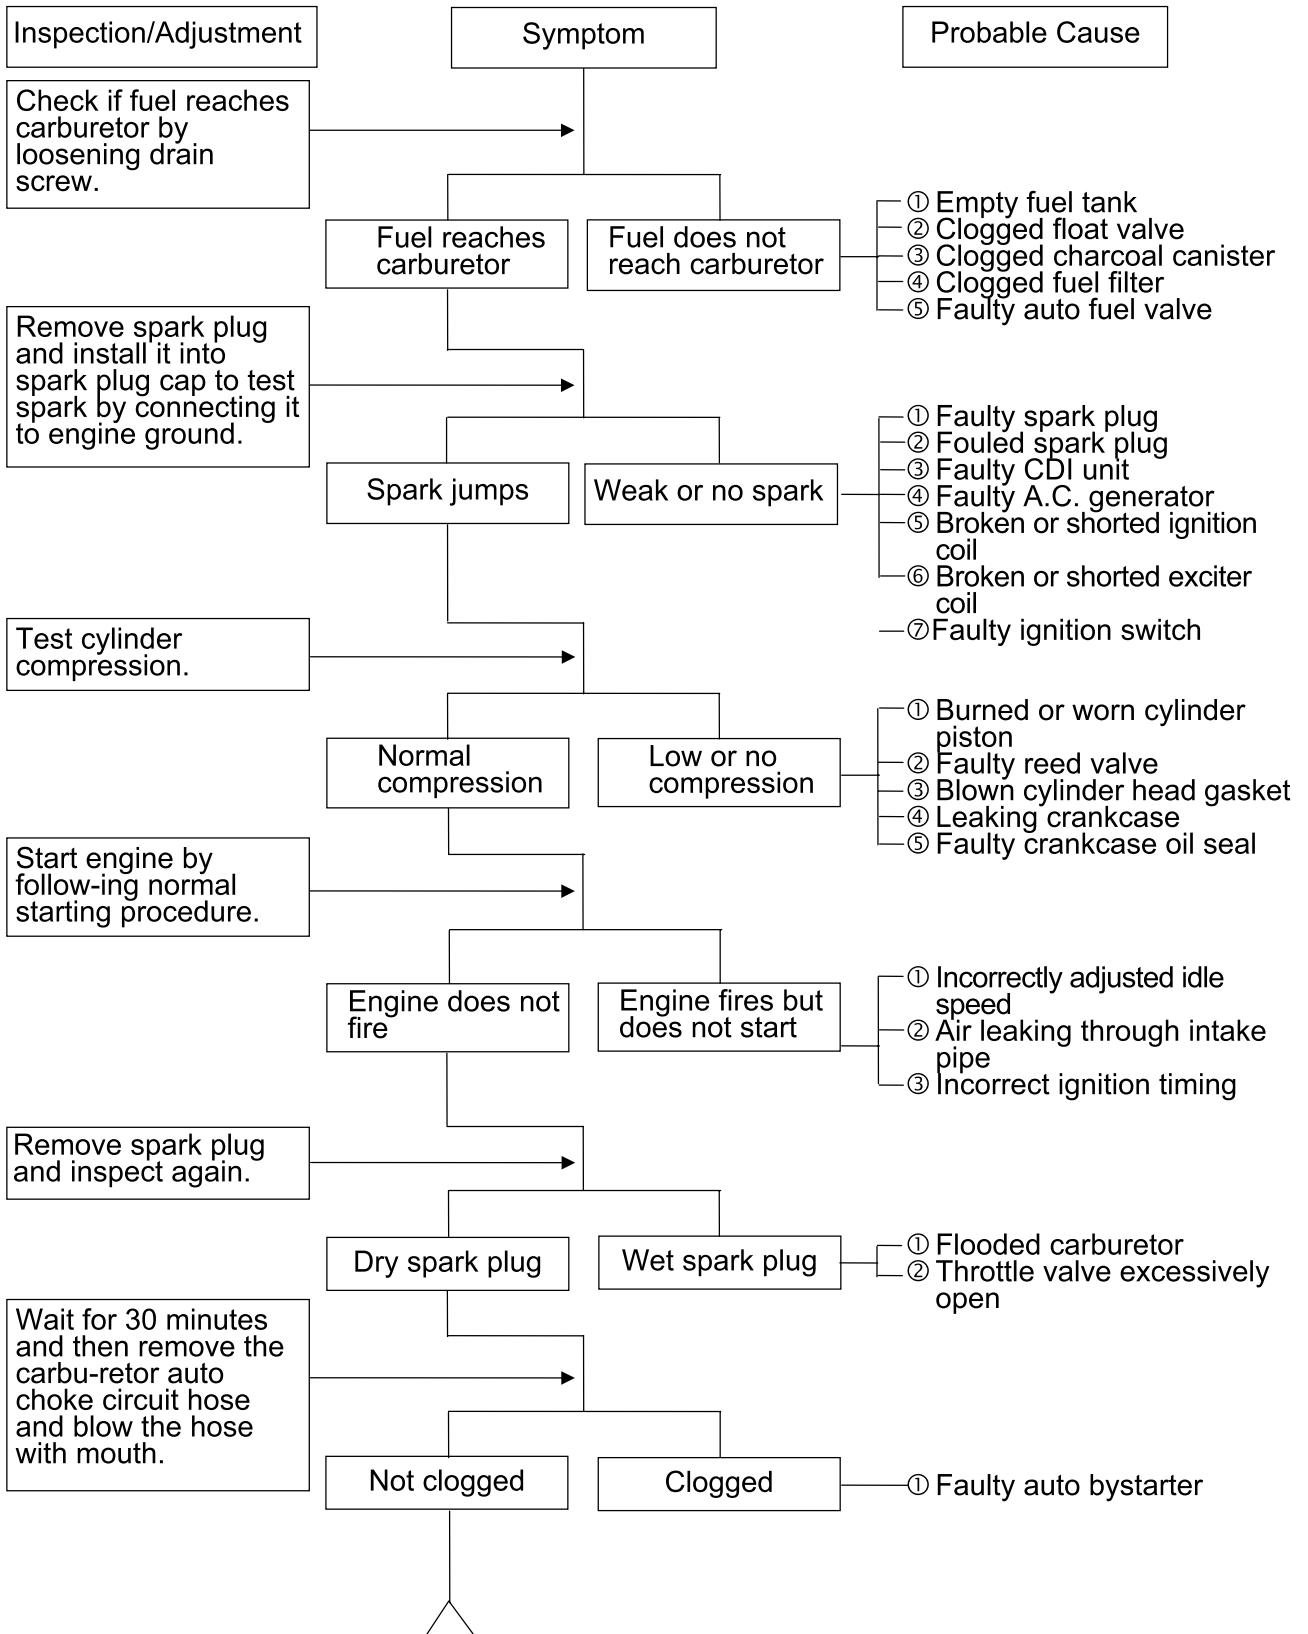 Inspection/Adjustment
Symptom
Probable Cause
Check if fuel reaches
carburetor by
loosening drain
screw.
Fuel reaches
carburetor
Fuel does not
reach carburetor
① Empty fuel tank
② Clogged float valve
③ Clogged charcoal canister
④ Clogged fuel filter
⑤ Faulty auto fuel valve
Remove spark plug
and install it into
spark plug cap to test
spark by connecting it
to engine ground.
Spark jumps
Weak or no spark
① Faulty spark plug
② Fouled spark plug
③ Faulty CDI unit
④ Faulty A.C. generator
⑤ Broken or shorted ignition
coil
⑥ Broken or shorted exciter
coil
⑦Faulty ignition switch
Test cylinder
compression.
Normal
compression
Low or no
compression
① Burned or worn cylinder
piston
② Faulty reed valve
③ Blown cylinder head gasket
④ Leaking crankcase
⑤ Faulty crankcase oil seal
Start engine by
follow-ing normal
starting procedure.
Engine does not
fire
Engine fires but
does not start
① Incorrectly adjusted idle
speed
② Air leaking through intake
pipe
③ Incorrect ignition timing
Remove spark plug
and inspect again.
Dry spark plug
Wet spark plug
① Flooded carburetor
② Throttle valve excessively
open
Wait for 30 minutes
and then remove the
carbu-retor auto
choke circuit hose
and blow the hose
with mouth.
Not clogged
Clogged
① Faulty auto bystarter